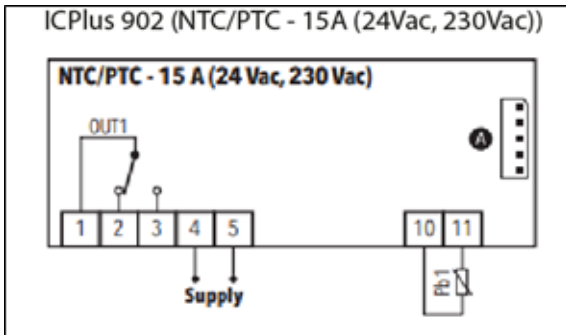 ICPlus 902 (NTC/PTC - 15A (24Vac, 230Vac))
NTC/PTC - 15 A (24 Vac, 230 Vac)
OUT1
A
1 2 3 4 5 10 11
Supply
Pb1